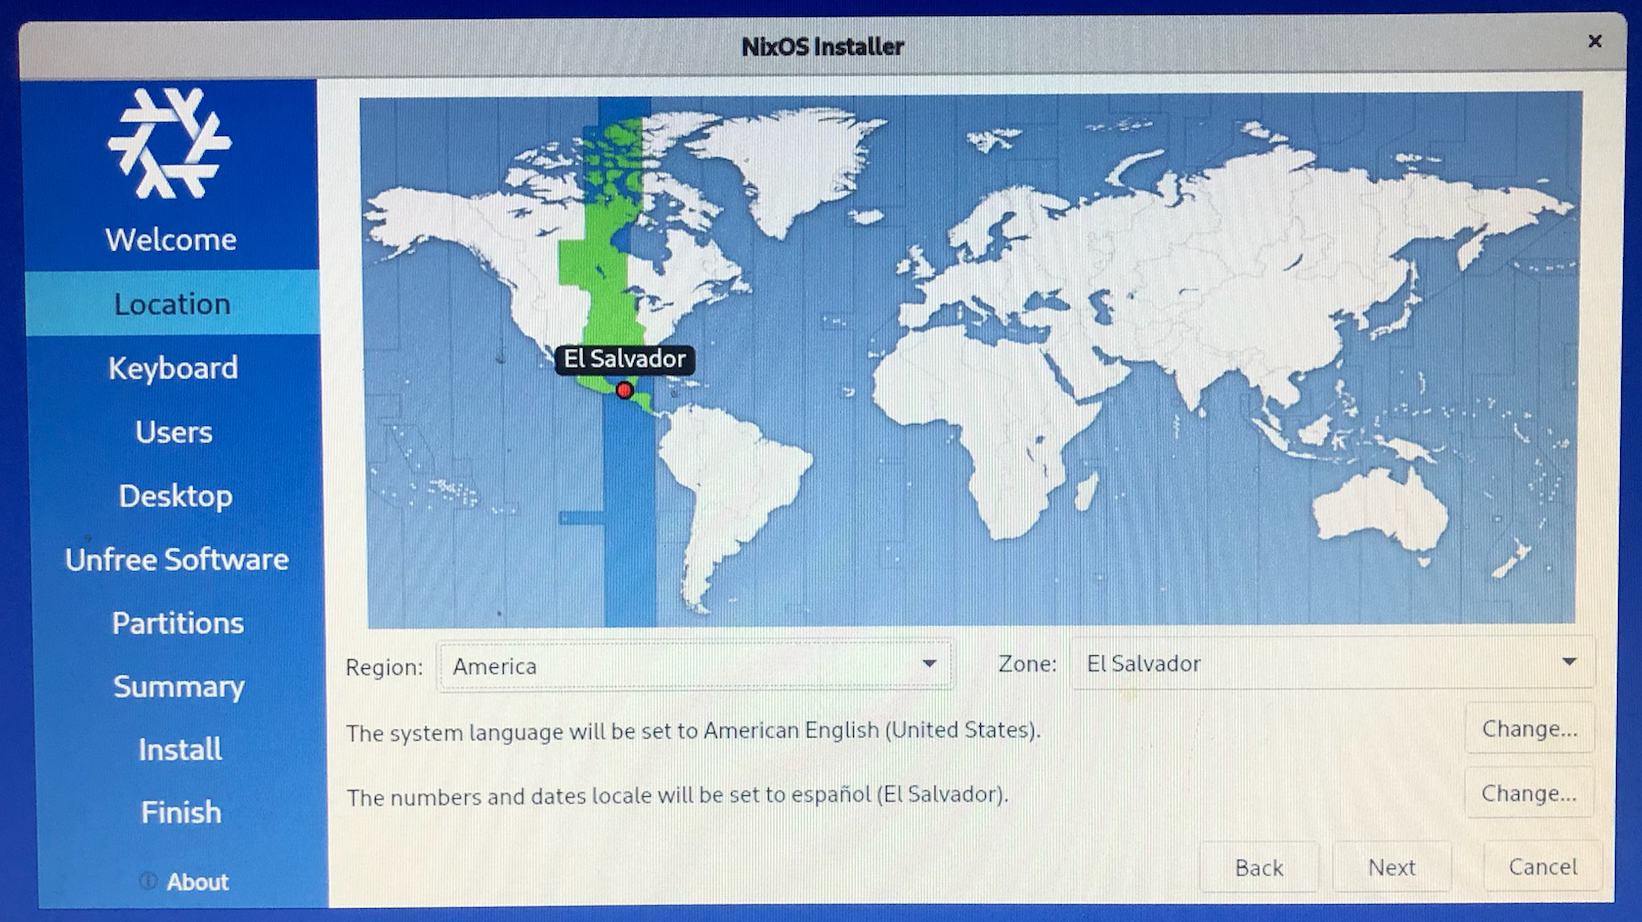 NixOS Installer
Welcome
Location
Keyboard
Users
Desktop
Unfree Software
Partitions
Summary
Install
Finish
About
El Salvador
Region: America Zone: El Salvador
The system language will be set to American English (United States). Change...
The numbers and dates locale will be set to español (El Salvador). Change...
Back Next Cancel